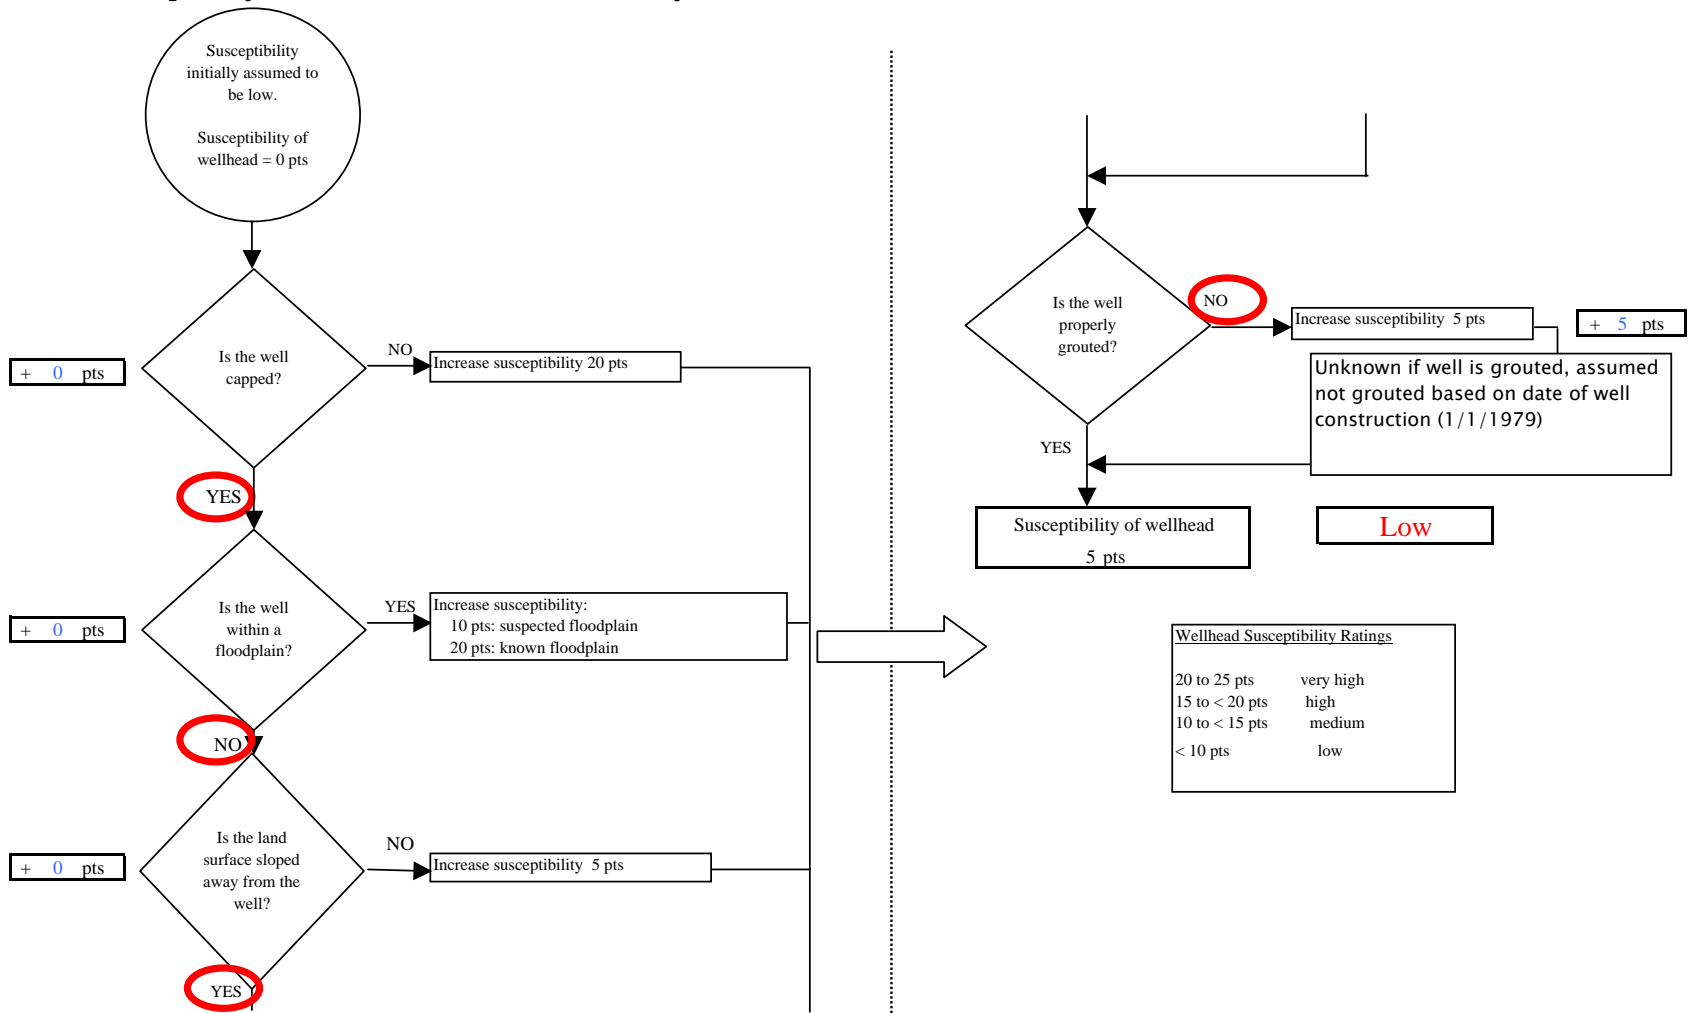 Susceptibility
initially assumed to
be low.
Susceptibility of
wellhead = 0 pts
Is the well
capped?
NO
Increase susceptibility 20 pts
+ 0 pts
YES
Is the well
within a
floodplain?
YES
Increase susceptibility:
10 pts: suspected floodplain
20 pts: known floodplain
+ 0 pts
NO
Is the land
surface sloped
away from the
well?
NO
Increase susceptibility 5 pts
+ 0 pts
YES
Is the well
properly
grouted?
NO
Increase susceptibility 5 pts
+ 5 pts
Unknown if well is grouted, assumed
not grouted based on date of well
construction (1/1/1979)
YES
Susceptibility of wellhead
5 pts
Low
Wellhead Susceptibility Ratings
20 to 25 pts very high
15 to < 20 pts high
10 to < 15 pts medium
< 10 pts low